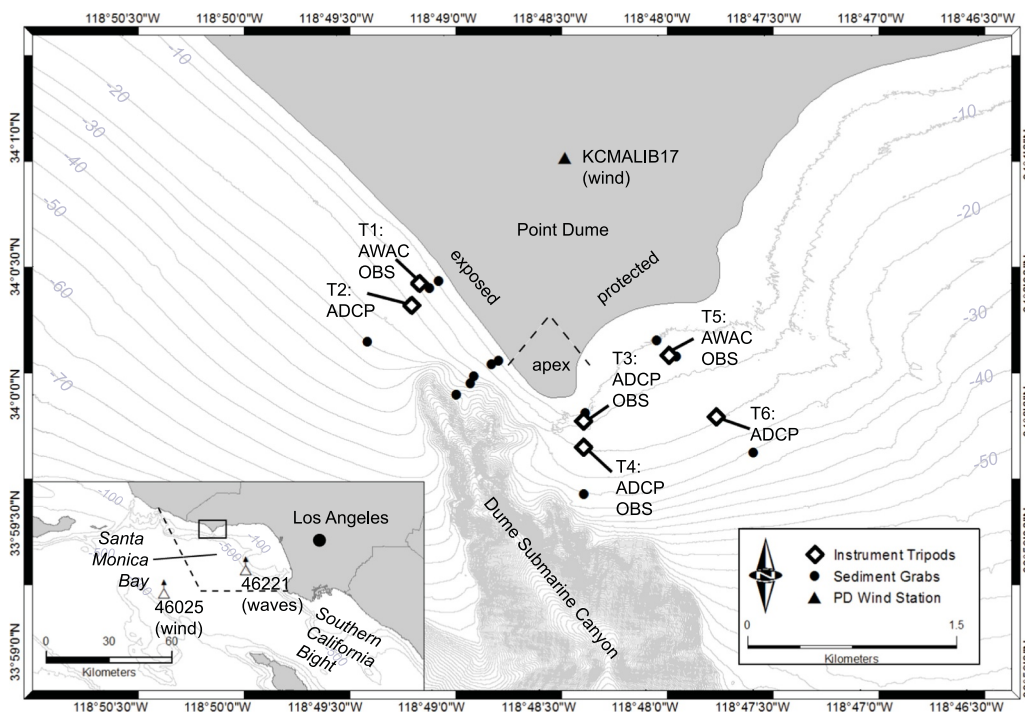 118°50'30"W 118°50'0"W 118°49'30"W 118°49'0"W 118°48'30"W 118°48'0"W 118°47'30"W 118°47'0"W 118°46'30"W
34°1'0"N
34°0'30"N
34°0'0"N
33°59'30"N
33°59'0"N
-10
-20
-30
-40
-50
-60
-70
-10
-20
-30
-40
-50
KCMALIB17
(wind)
Point Dume
exposed
protected
apex
T1:
AWAC
OBS
T2:
ADCP
T3:
ADCP
OBS
T4:
ADCP
OBS
T5:
AWAC
OBS
T6:
ADCP
Dume Submarine Canyon
-100
-500
-100
Los Angeles
Santa
Monica
Bay
46221
(waves)
46025
(wind)
Southern
California
Bight
0 30 60
Kilometers
N
Instrument Tripods
Sediment Grabs
PD Wind Station
0 1.5
Kilometers
118°50'30"W 118°50'0"W 118°49'30"W 118°49'0"W 118°48'30"W 118°48'0"W 118°47'30"W 118°47'0"W 118°46'30"W